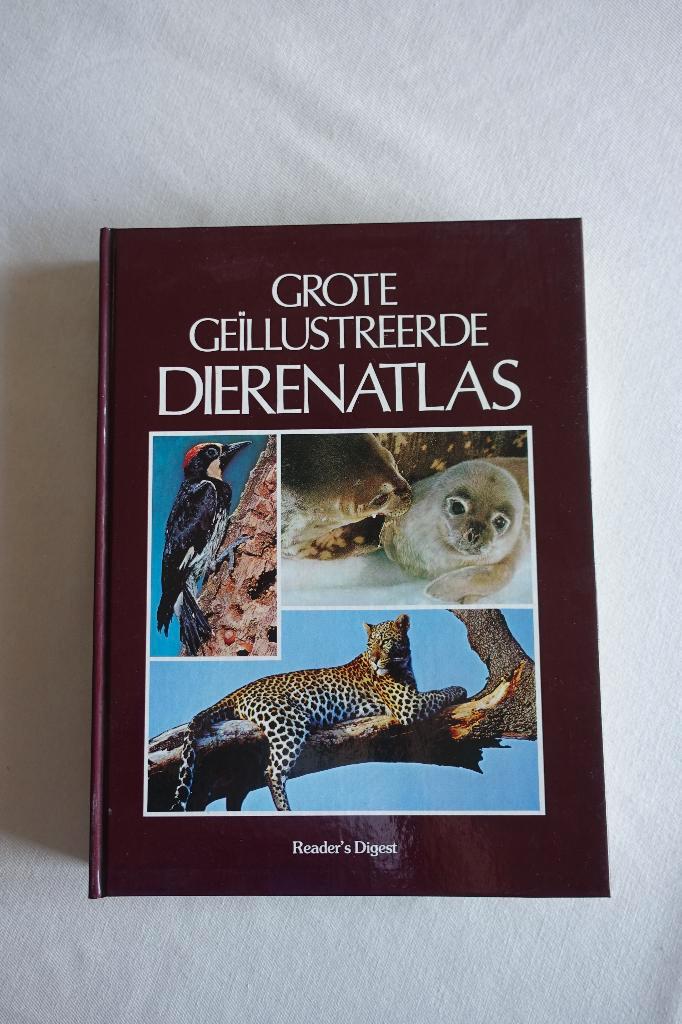 GROTE
GEÏLLUSTREERDE
DIERENATLAS
Reader's Digest